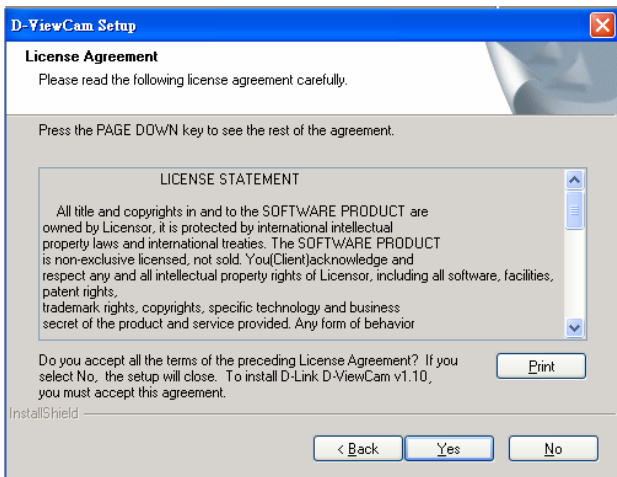 D-ViewCam Setup
License Agreement
Please read the following license agreement carefully.
Press the PAGE DOWN key to see the rest of the agreement.
LICENSE STATEMENT
All title and copyrights in and to the SOFTWARE PRODUCT are
owned by Licensor, it is protected by international intellectual
property laws and international treaties. The SOFTWARE PRODUCT
is non-exclusive licensed, not sold. You(Client)acknowledge and
respect any and all intellectual property rights of Licensor, including all software, facilities,
patent rights,
trademark rights, copyrights, specific technology and business
secret of the product and service provided. Any form of behavior
Do you accept all the terms of the preceding License Agreement? If you
select No, the setup will close. To install D-Link D-ViewCam v1.10,
you must accept this agreement.
Print
InstallShield
< Back
Yes
No